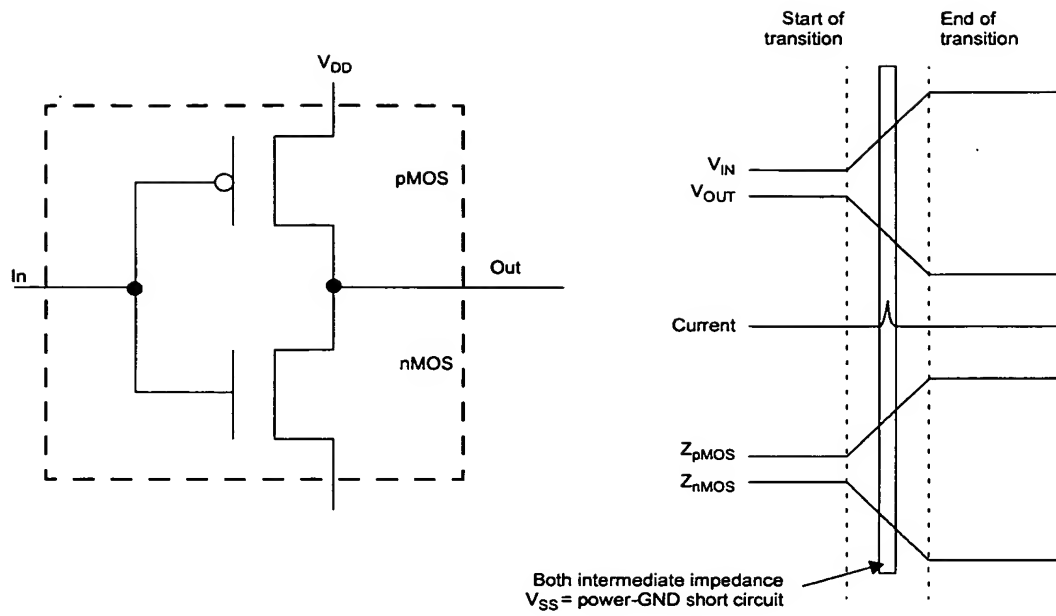 V_DD
pMOS
In
Out
nMOS
Start of
transition
End of
transition
V_IN
V_OUT
Current
Z_pMOS
Z_nMOS
Both intermediate impedance
V_SS = power-GND short circuit